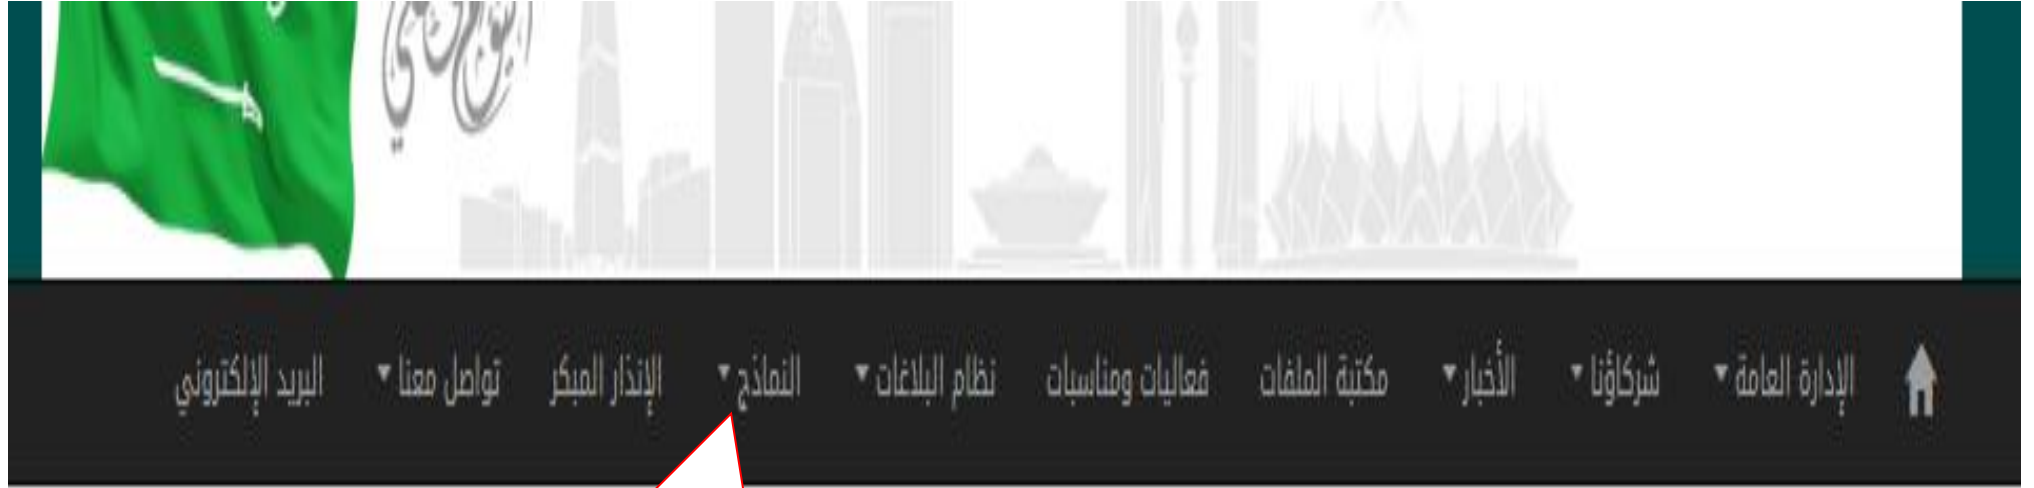 الإدارة العامة شركاؤنا الأخبار مكتبة الملفات فعاليات ومناسبات نظام البلاغات النماذج الإنذار المبكر تواصل معنا البريد الإلكتروني